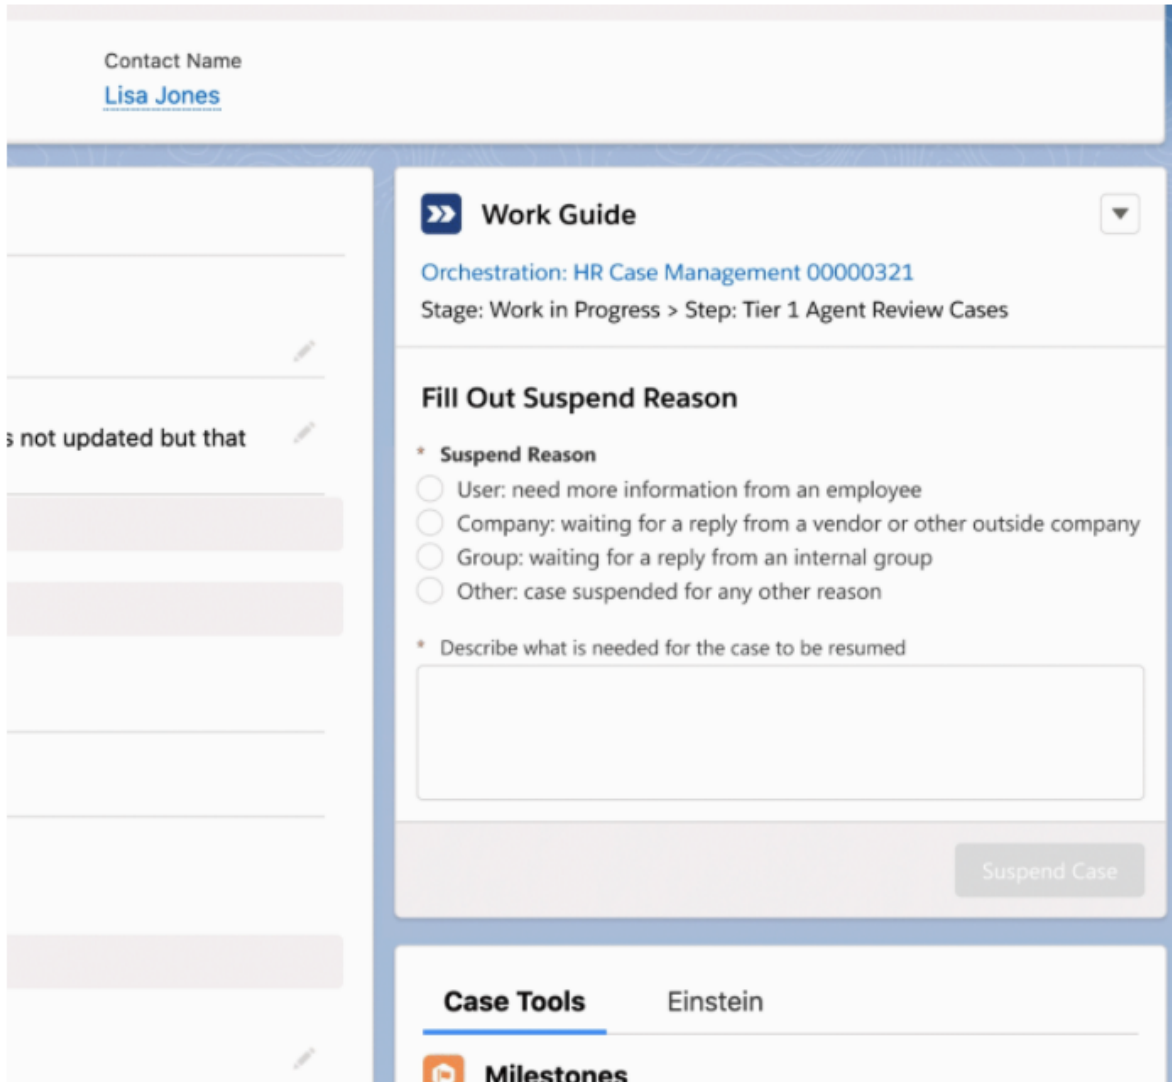 Contact Name
Lisa Jones
Work Guide
Orchestration: HR Case Management 00000321
Stage: Work in Progress > Step: Tier 1 Agent Review Cases
Fill Out Suspend Reason
s not updated but that
* Suspend Reason
User: need more information from an employee
Company: waiting for a reply from a vendor or other outside company
Group: waiting for a reply from an internal group
Other: case suspended for any other reason
* Describe what is needed for the case to be resumed
Suspend Case
Case Tools Einstein
Milestones